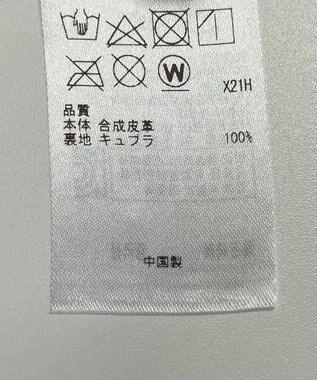 W
X21H
品質
本体 合成皮革
裏地 キュプラ 100%
中国製